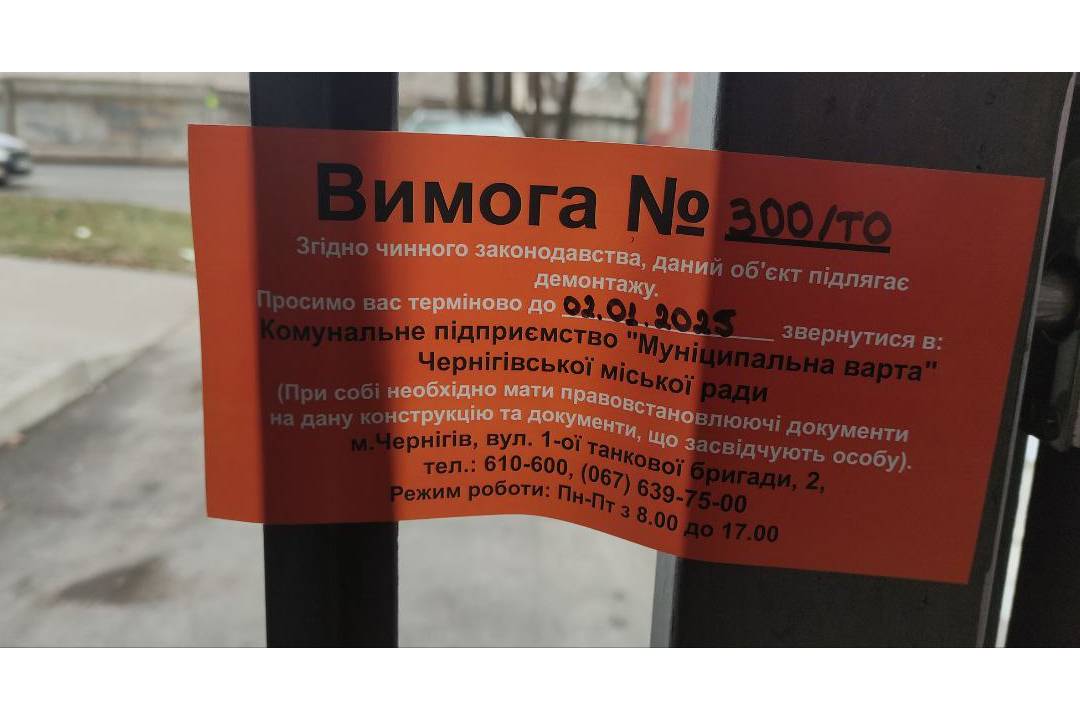 Вимога № 300/ТО
Згідно чинного законодавства, даний об'єкт підлягає
демонтажу.
Просимо вас терміново до 02.01.2025 звернутися в:
Комунальне підприємство "Муніципальна варта"
Чернігівської міської ради
(При собі необхідно мати правовстановлюючі документи
на дану конструкцію та документи, що засвідчують особу).
м.Чернігів, вул. 1-ої танкової бригади, 2,
тел.: 610-600, (067) 639-75-00
Режим роботи: Пн-Пт з 8.00 до 17.00